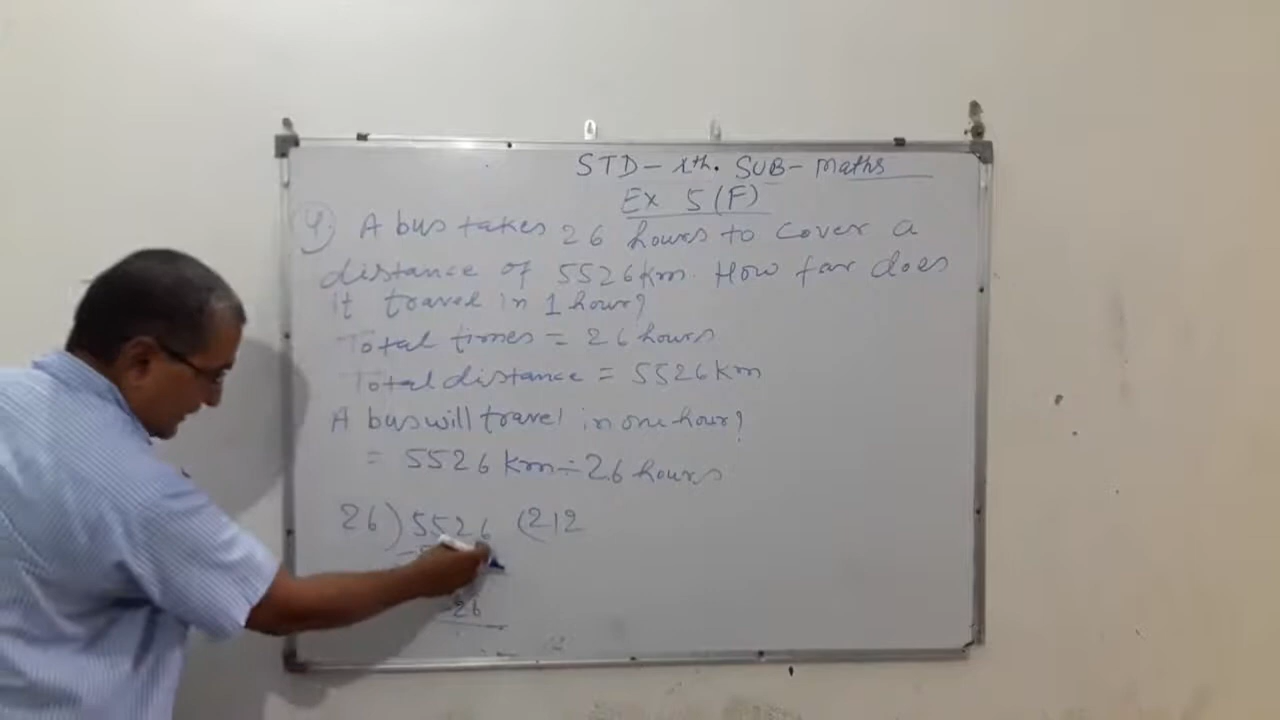 STD - 4th. SUB - Maths
Ex 5 (F)
4. A bus takes 26 hours to cover a
distance of 5526 km. How far does
it travel in 1 hour?
Total times = 26 hours
Total distance = 5526 km
A bus will travel in one hour?
= 5526 km ÷ 26 hours
26 ) 5526 ( 212
-26